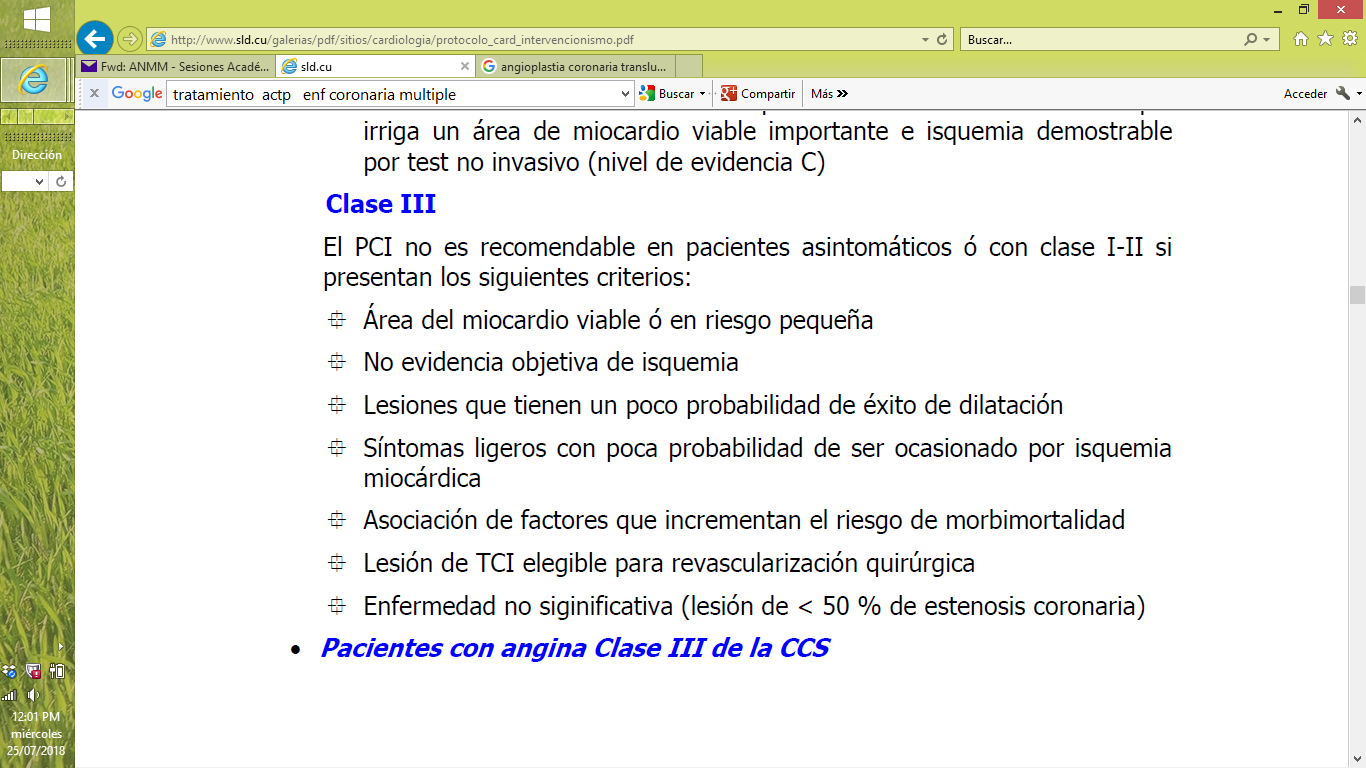 http://www.sld.cu/galerias/pdf/sitios/cardiologia/protocolo_card_intervencionismo.pdf
Buscar...
Fwd: ANMM - Sesiones Acadé...
sld.cu
angioplastia coronaria translu...
x Google
tratamiento actp enf coronaria multiple
Buscar
Compartir
Más »
Acceder
Dirección
irriga un área de miocardio viable importante e isquemia demostrable
por test no invasivo (nivel de evidencia C)
Clase III
El PCI no es recomendable en pacientes asintomáticos ó con clase I-II si
presentan los siguientes criterios:
Área del miocardio viable ó en riesgo pequeña
No evidencia objetiva de isquemia
Lesiones que tienen un poco probabilidad de éxito de dilatación
Síntomas ligeros con poca probabilidad de ser ocasionado por isquemia
miocárdica
Asociación de factores que incrementan el riesgo de morbimortalidad
Lesión de TCI elegible para revascularización quirúrgica
Enfermedad no siginificativa (lesión de < 50 % de estenosis coronaria)
• Pacientes con angina Clase III de la CCS
12:01 PM
miércoles
25/07/2018